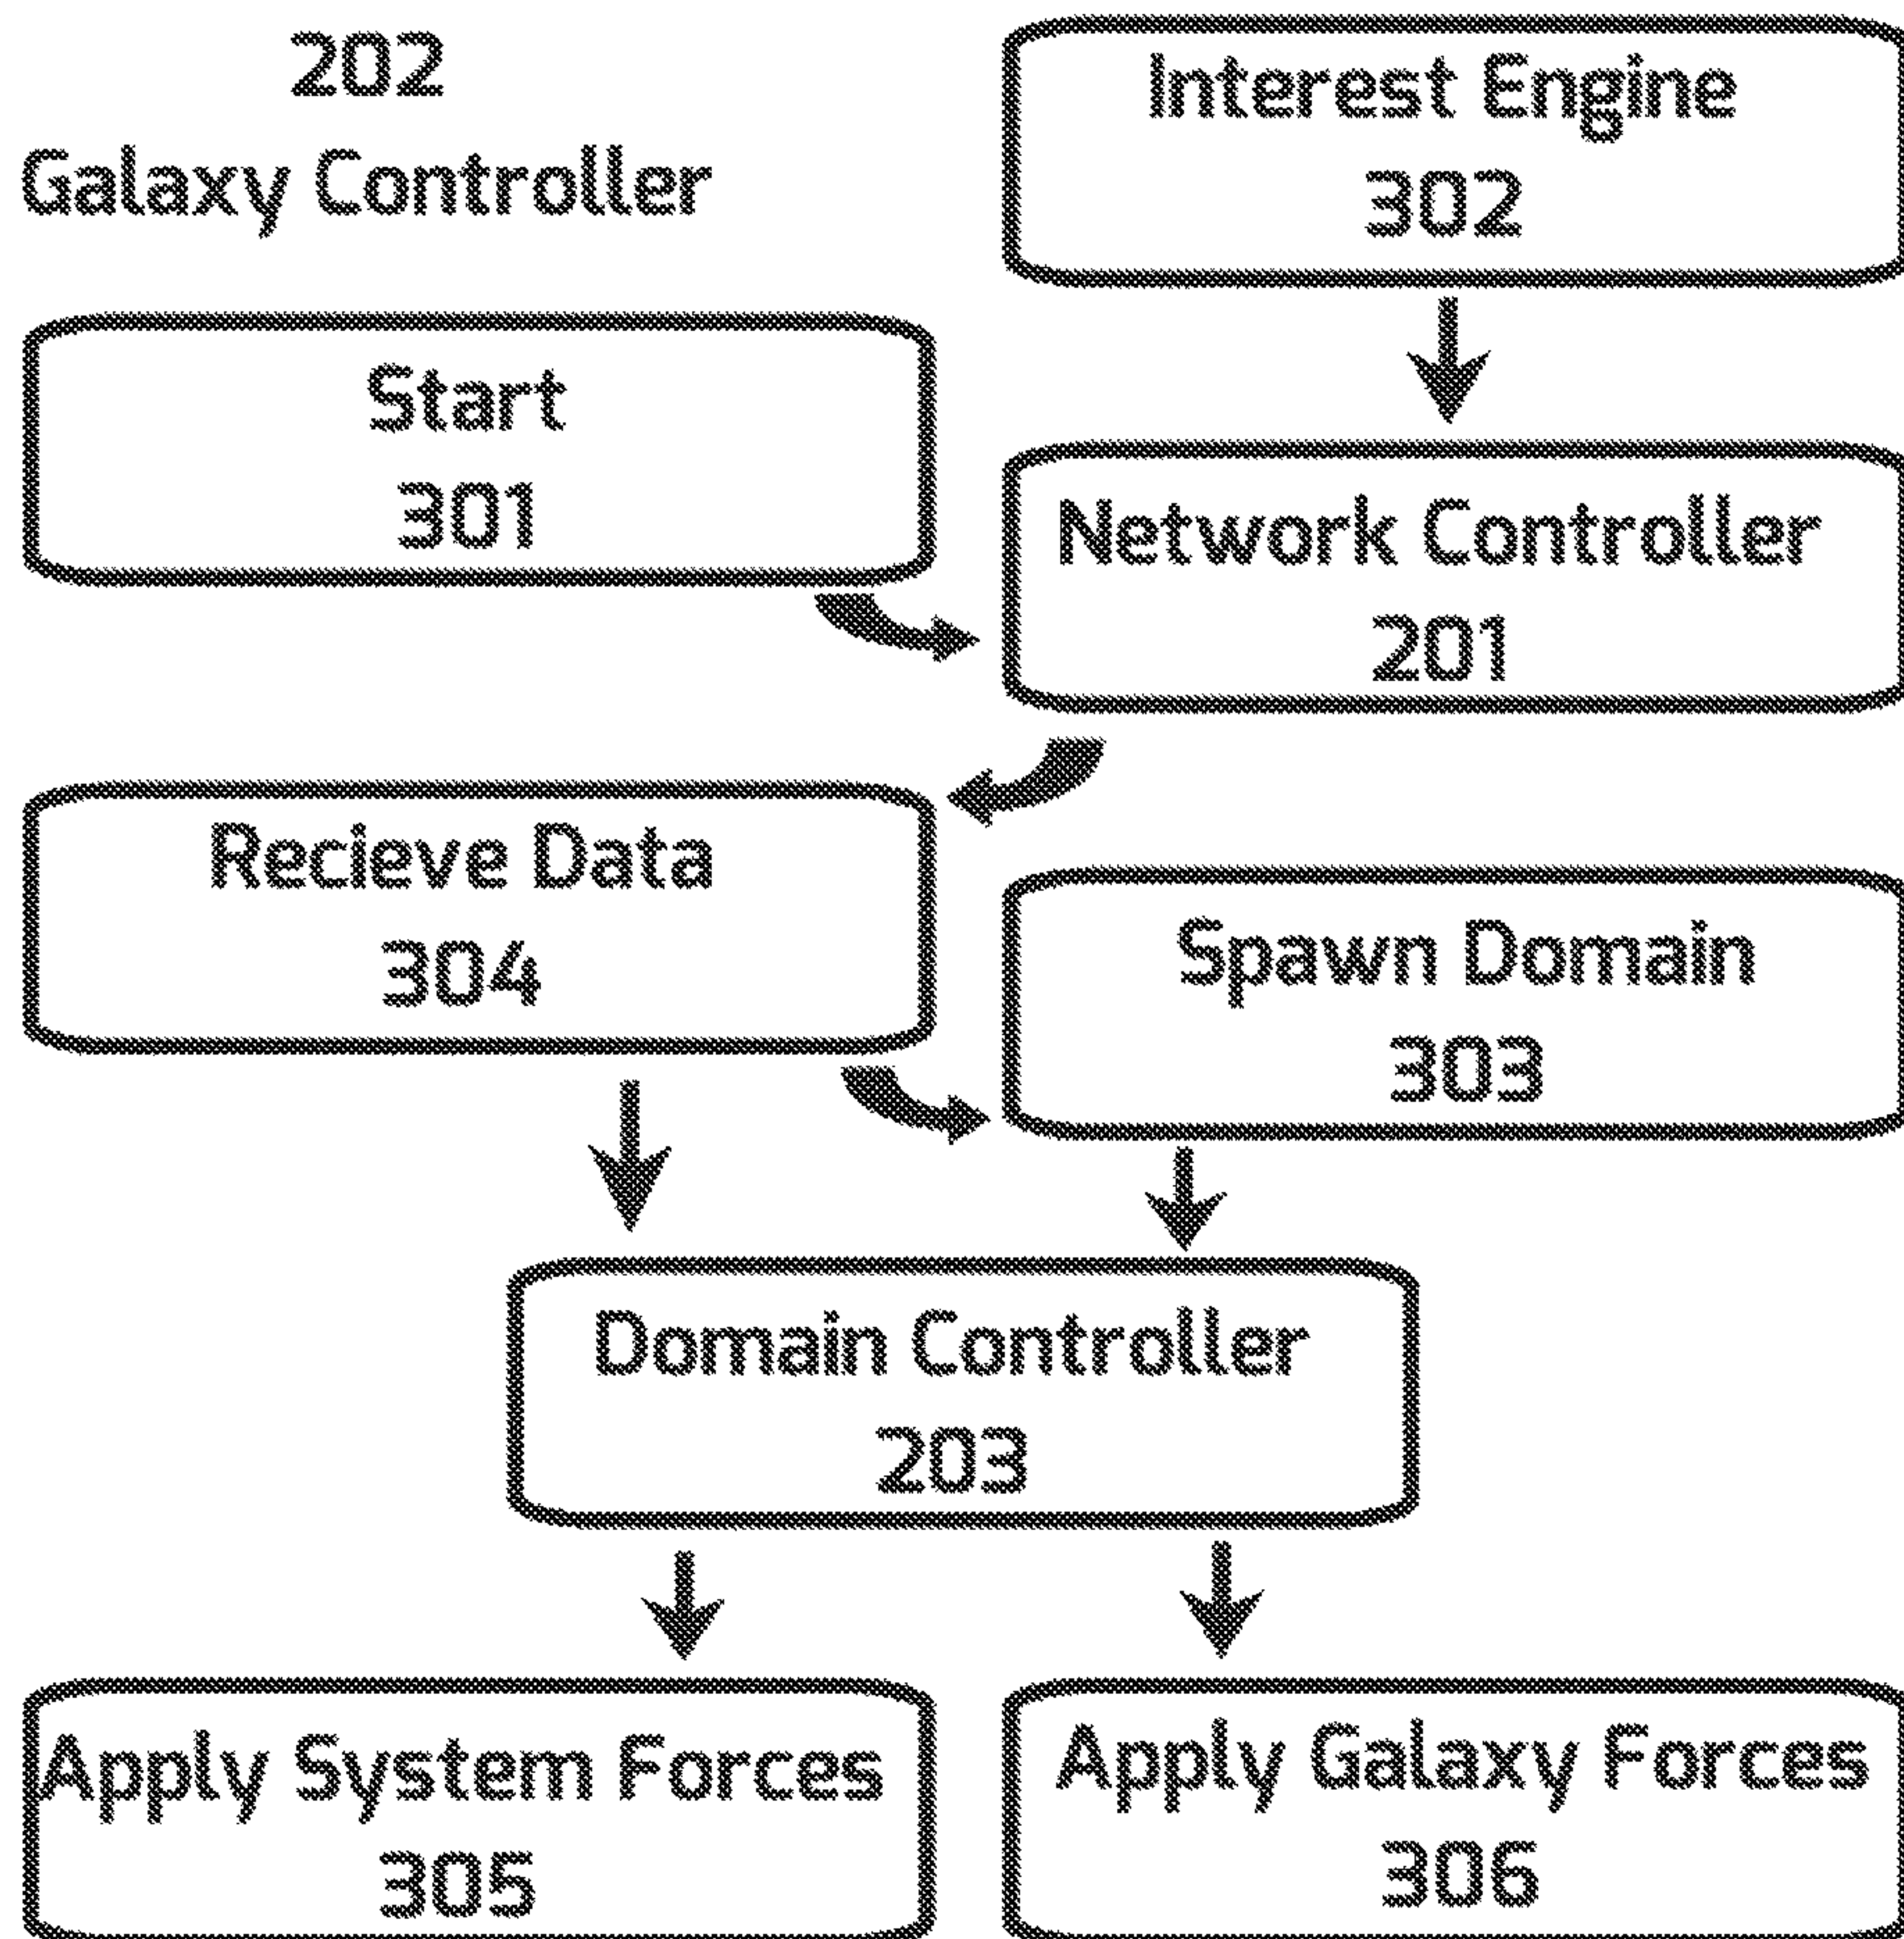 202
Galaxy Controller
Interest Engine
302
Start
301
Network Controller
201
Recieve Data
304
Spawn Domain
303
Domain Controller
203
Apply System Forces
305
Apply Galaxy Forces
306